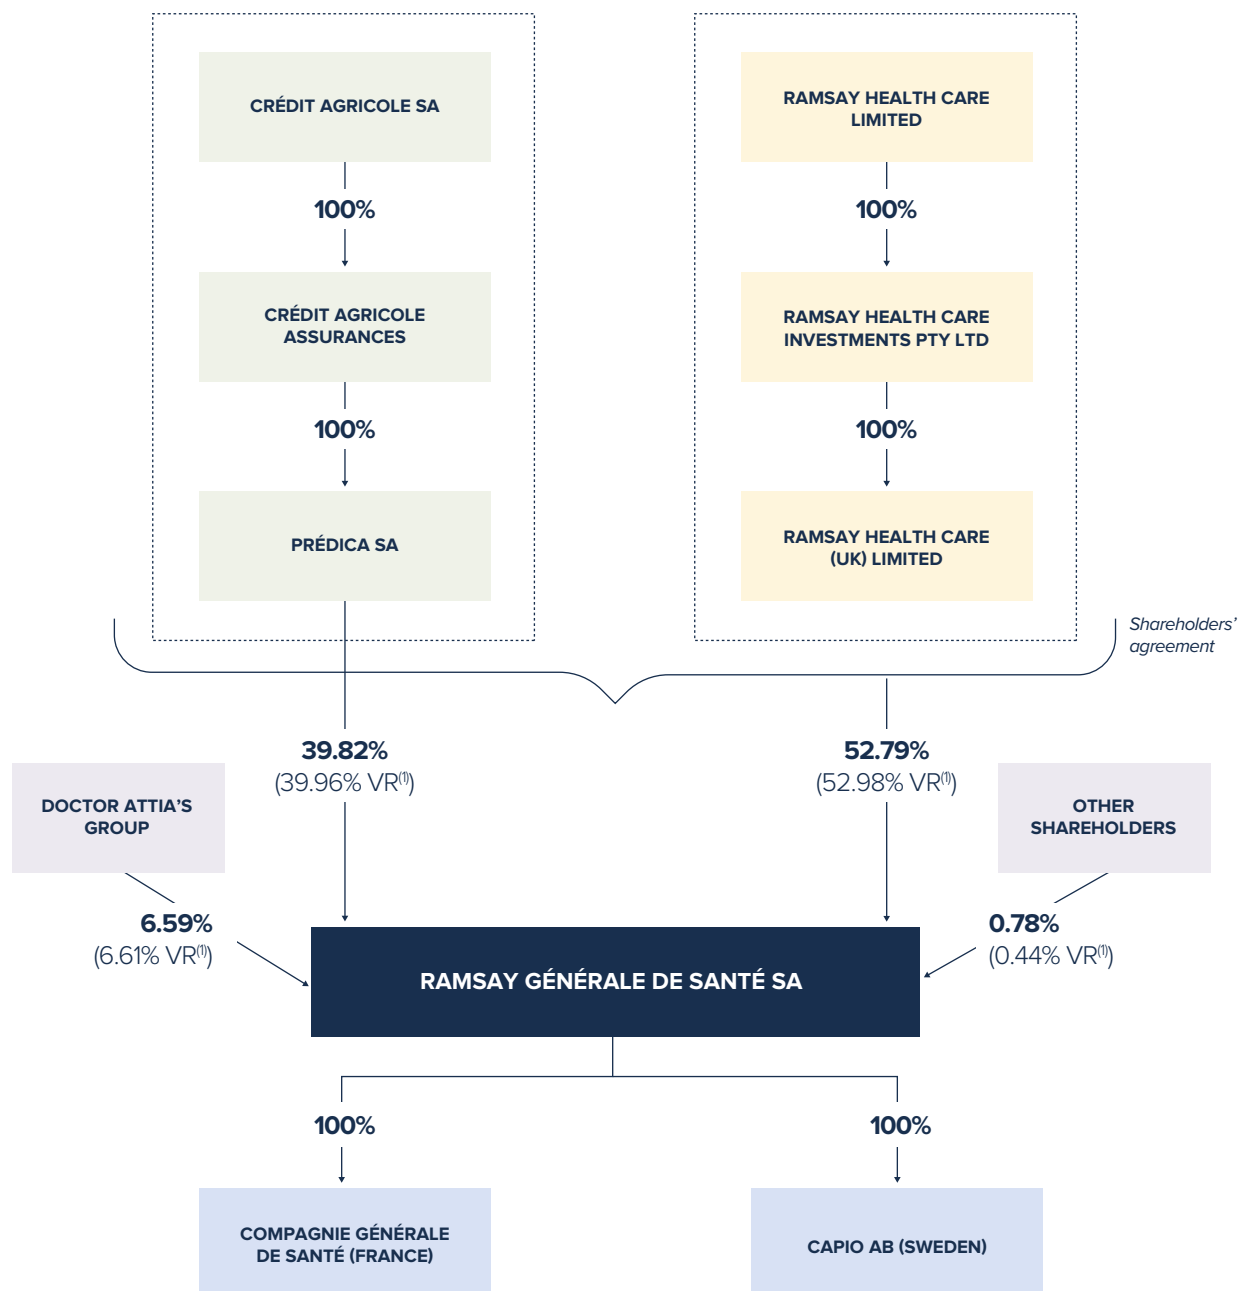 CRÉDIT AGRICOLE SA
RAMSAY HEALTH CARE
LIMITED
100%
100%
CRÉDIT AGRICOLE
ASSURANCES
RAMSAY HEALTH CARE
INVESTMENTS PTY LTD
100%
100%
PRÉDICA SA
RAMSAY HEALTH CARE
(UK) LIMITED
Shareholders’
agreement
39.82%
(39.96% VR(1))
52.79%
(52.98% VR(1))
DOCTOR ATTIA’S
GROUP
OTHER
SHAREHOLDERS
6.59%
(6.61% VR(1))
0.78%
(0.44% VR(1))
RAMSAY GÉNÉRALE DE SANTÉ SA
100%
100%
COMPAGNIE GÉNÉRALE
DE SANTÉ (FRANCE)
CAPIO AB (SWEDEN)